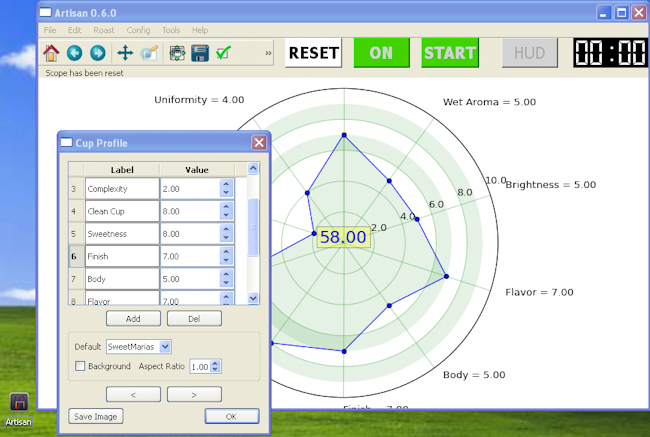 Artisan 0.6.0
File Edit Roast Config Tools Help
» RESET ON START HUD 00:00
Scope has been reset
Uniformity = 4.00
Wet Aroma = 5.00
Brightness = 5.00
Flavor = 7.00
Body = 5.00
Finish = 7.00
2.0 4.0 6.0 8.0 10.0
58.00
Cup Profile
Label Value
3 Complexity 2.00
4 Clean Cup 8.00
5 Sweetness 8.00
6 Finish 7.00
7 Body 5.00
8 Flavor 7.00
Add Del
Default SweetMarias
Background Aspect Ratio 1.00
< >
Save Image OK
Artisan